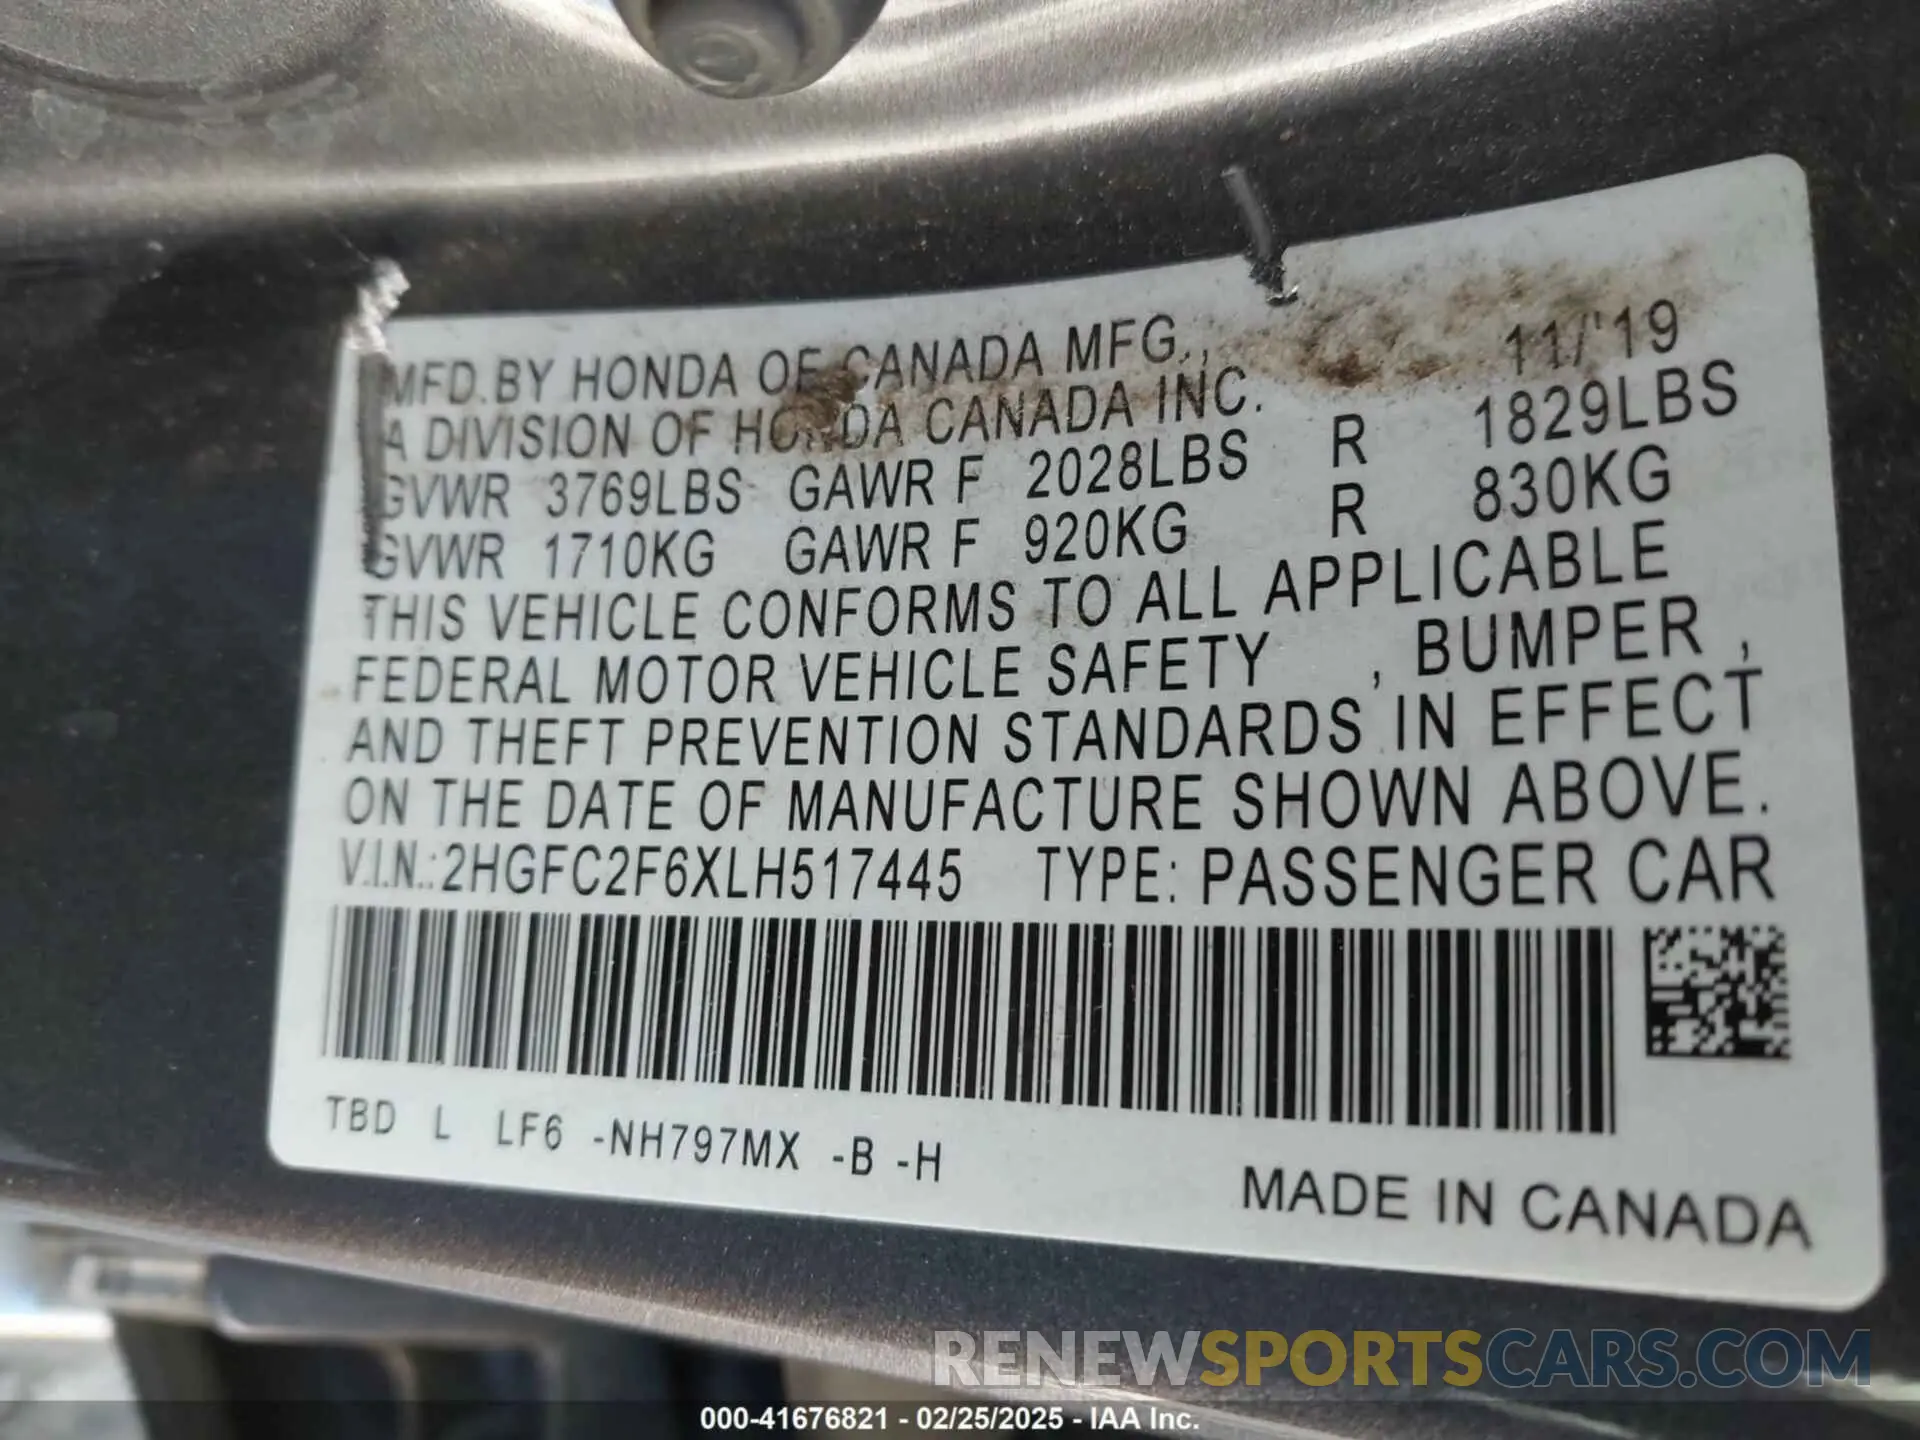 MFD.BY HONDA OF CANADA MFG., 11/'19
A DIVISION OF HONDA CANADA INC.
GVWR 3769LBS GAWR F 2028LBS R 1829LBS
GVWR 1710KG GAWR F 920KG R 830KG
THIS VEHICLE CONFORMS TO ALL APPLICABLE
FEDERAL MOTOR VEHICLE SAFETY , BUMPER ,
AND THEFT PREVENTION STANDARDS IN EFFECT
ON THE DATE OF MANUFACTURE SHOWN ABOVE.
V.I.N.:2HGFC2F6XLH517445 TYPE: PASSENGER CAR
TBD L LF6 -NH797MX -B -H
MADE IN CANADA
RENEWSPORTSCARS.COM
000-41676821 - 02/25/2025 - IAA Inc.